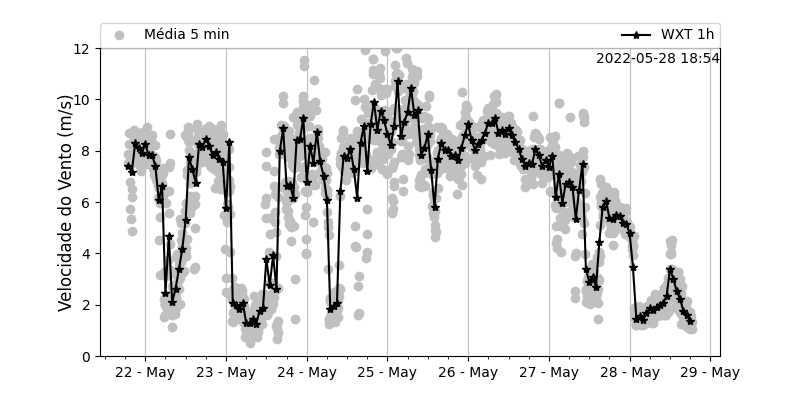 Média 5 min
WXT 1h
2022-05-28 18:54
Velocidade do Vento (m/s)
12
10
8
6
4
2
0
22 - May
23 - May
24 - May
25 - May
26 - May
27 - May
28 - May
29 - May